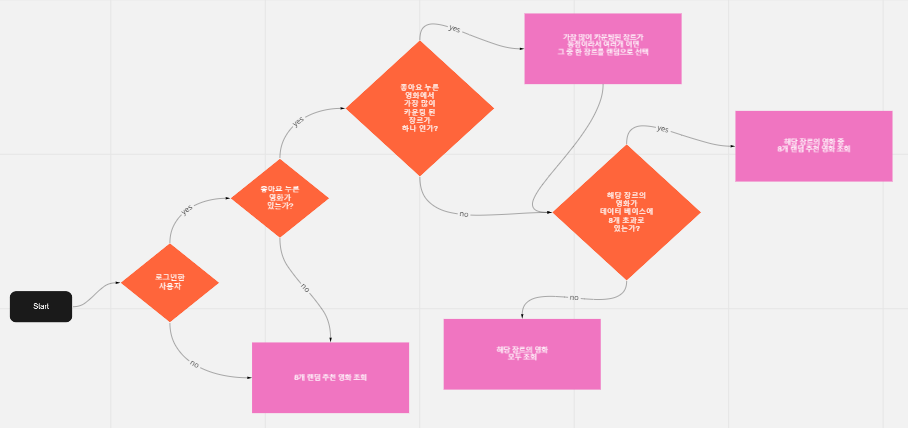 Start
로그인한
사용자
yes
no
좋아요 누른
영화가
있는가?
yes
no
8개 랜덤 추천 영화 조회
좋아요 누른
영화에서
가장 많이
카운팅 된
장르가
하나 인가?
yes
no
가장 많이 카운팅된 장르가
동점이라서 여러개 이면
그 중 한 장르를 랜덤으로 선택
해당 장르의
영화가
데이터 베이스에
8개 초과로
있는가?
yes
no
해당 장르의 영화 중
8개 랜덤 추천 영화 조회
해당 장르의 영화
모두 조회